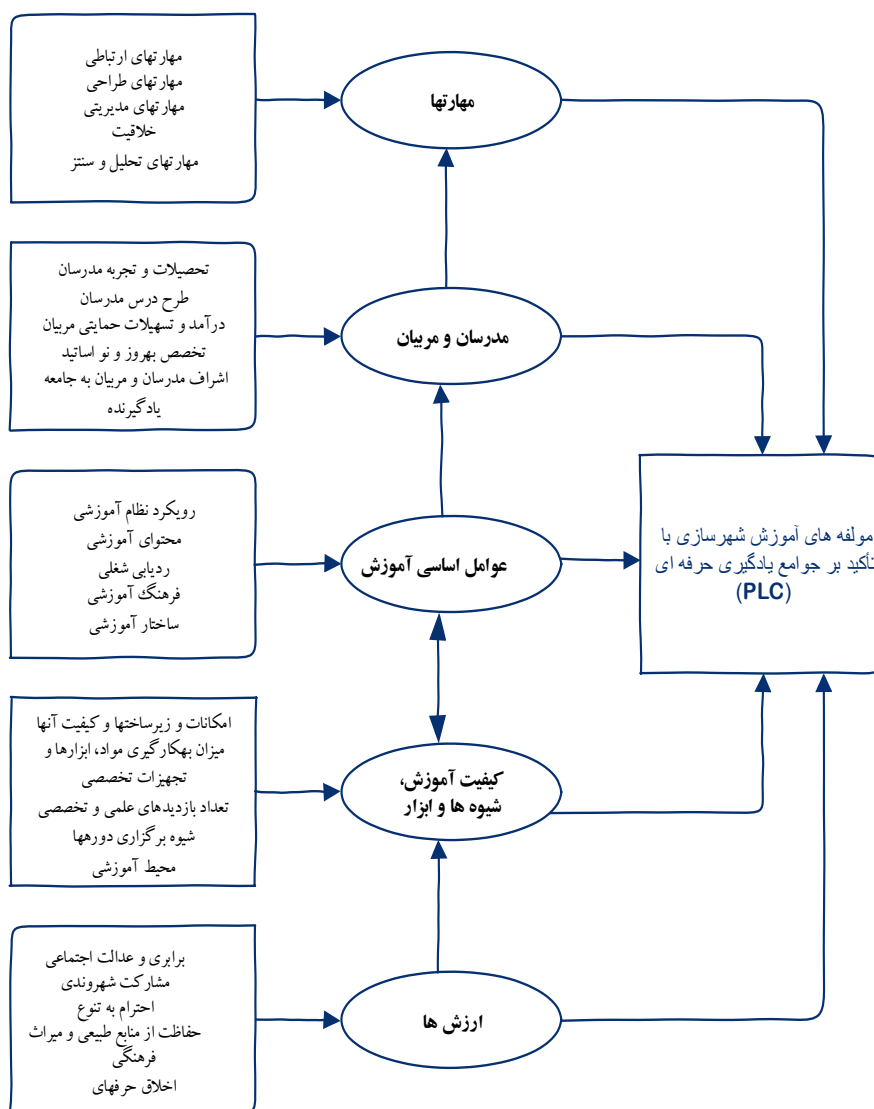 مهارتهای ارتباطی
مهارتهای طراحی
مهارتهای مدیریتی
خلاقیت
مهارتهای تحلیل و سنتز
مهارتها
تحصیلات و تجربه مدرسان
طرح درس مدرسان
درآمد و تسهیلات حمایتی مربیان
تخصص بهروز و نو اساتید
اشراف مدرسان و مربیان به جامعه
یادگیرنده
مدرسان و مربیان
رویکرد نظام آموزشی
محتوای آموزشی
ردیابی شغلی
فرهنگ آموزشی
ساختار آموزشی
عوامل اساسی آموزش
مولفه های آموزش شهرسازی با
تأکید بر جوامع یادگیری حرفه ای
(PLC)
امکانات و زیرساختها و کیفیت آنها
میزان بهکارگیری مواد، ابزارها و
تجهیزات تخصصی
تعداد بازدیدهای علمی و تخصصی
شیوه برگزاری دورهها
محیط آموزشی
کیفیت آموزش،
شیوه ها و ابزار
برابری و عدالت اجتماعی
مشارکت شهروندی
احترام به تنوع
حفاظت از منابع طبیعی و میراث
فرهنگی
اخلاق حرفهای
ارزش ها